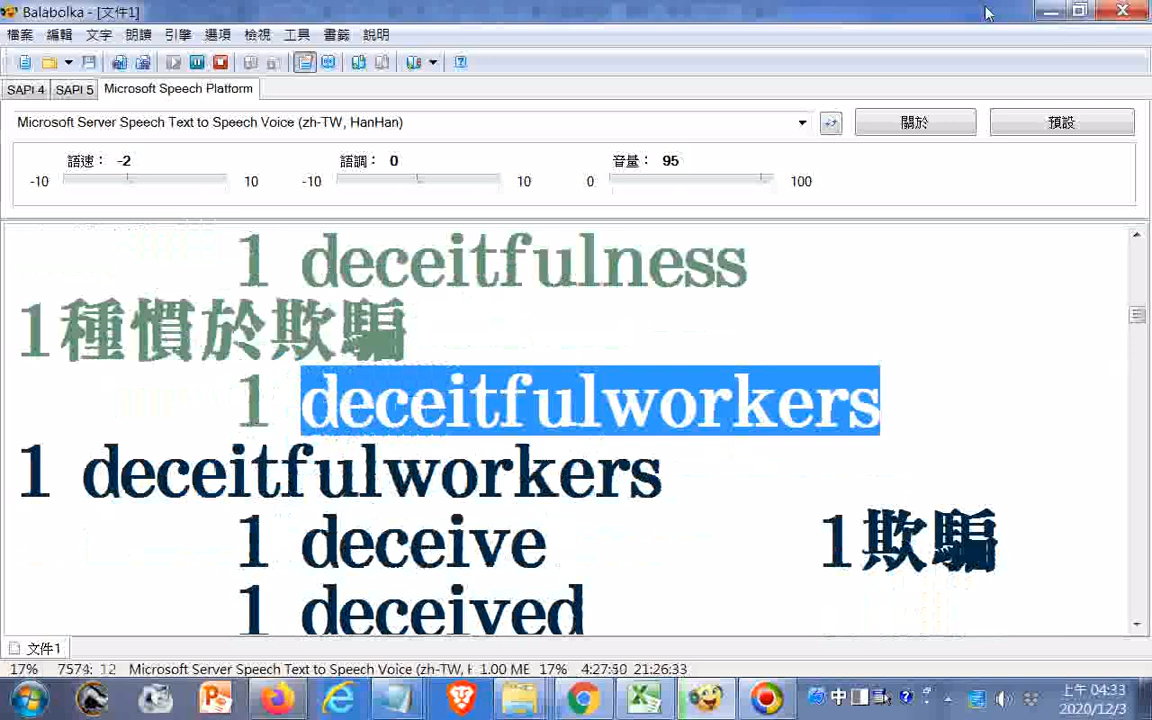 Balabolka - [文件1]
檔案 編輯 文字 朗讀 引擎 選項 檢視 工具 書籤 說明
SAPI 4 SAPI 5 Microsoft Speech Platform
Microsoft Server Speech Text to Speech Voice (zh-TW, HanHan) 關於 預設
語速： -2 語調： 0 音量： 95
-10 10 -10 10 0 100
1 deceitfulness
1種慣於欺騙
1 deceitfulworkers
1 deceitfulworkers
1 deceive 1欺騙
1 deceived
文件1
17% 7574: 12 Microsoft Server Speech Text to Speech Voice (zh-TW, H 1.00 ME 17% 4:27:50 21:26:33
中 上午 04:33
2020/12/3